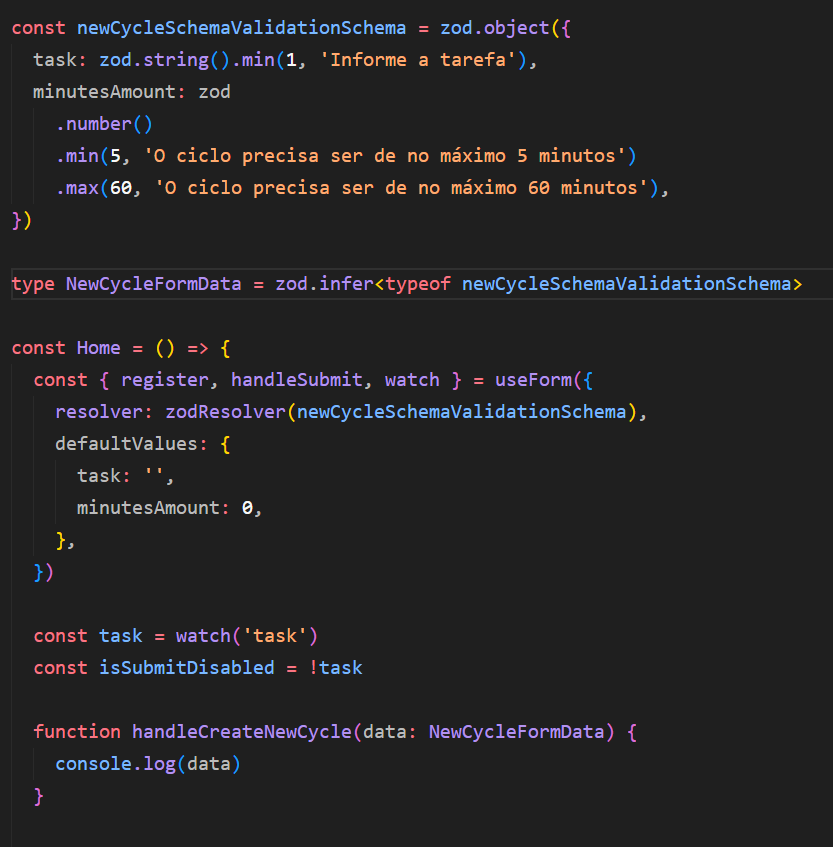 const newCycleSchemaValidationSchema = zod.object({
  task: zod.string().min(1, 'Informe a tarefa'),
  minutesAmount: zod
    .number()
    .min(5, 'O ciclo precisa ser de no máximo 5 minutos')
    .max(60, 'O ciclo precisa ser de no máximo 60 minutos'),
})

type NewCycleFormData = zod.infer<typeof newCycleSchemaValidationSchema>

const Home = () => {
  const { register, handleSubmit, watch } = useForm({
    resolver: zodResolver(newCycleSchemaValidationSchema),
    defaultValues: {
      task: '',
      minutesAmount: 0,
    },
  })

  const task = watch('task')
  const isSubmitDisabled = !task

  function handleCreateNewCycle(data: NewCycleFormData) {
    console.log(data)
  }